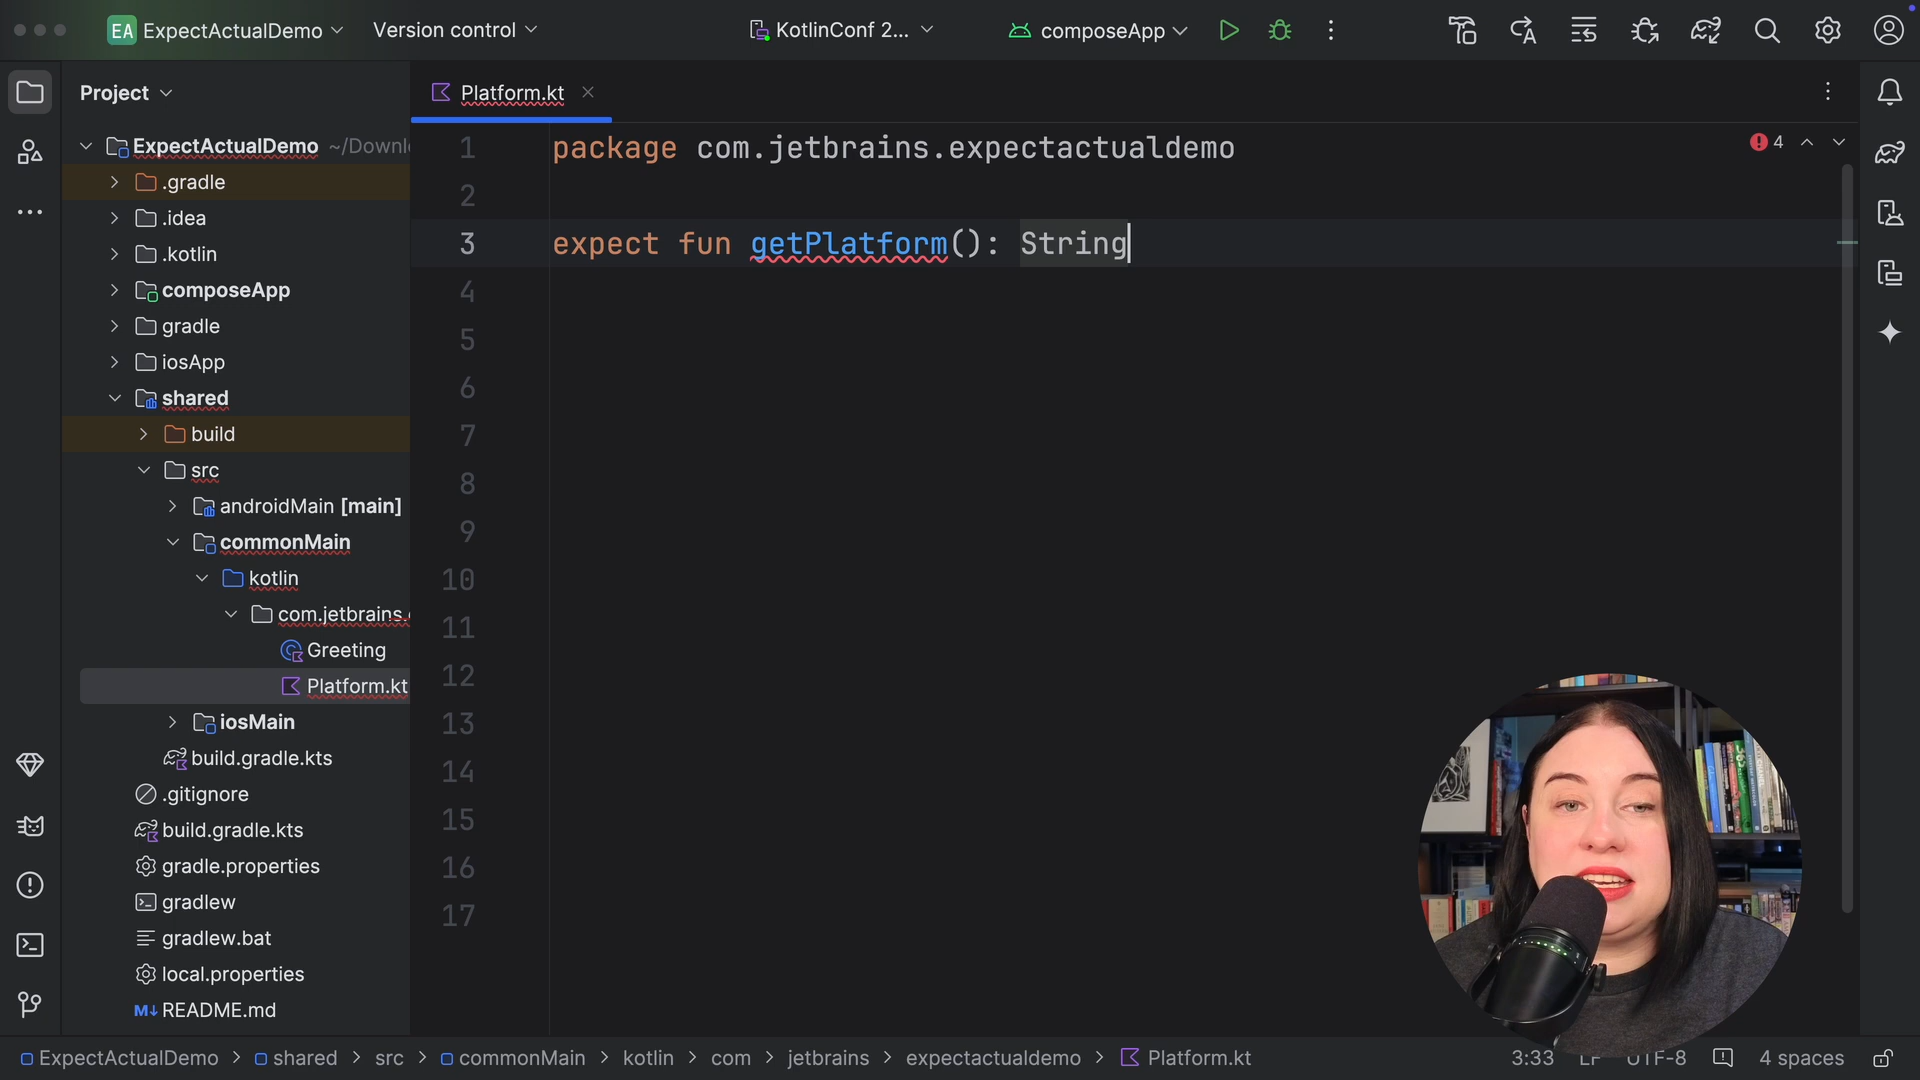 EA ExpectActualDemo Version control KotlinConf 2... composeApp
Project
Platform.kt
ExpectActualDemo ~/Downl
.gradle
.idea
.kotlin
composeApp
gradle
iosApp
shared
build
src
androidMain [main]
commonMain
kotlin
com.jetbrains.
Greeting
Platform.kt
iosMain
build.gradle.kts
.gitignore
build.gradle.kts
gradle.properties
gradlew
gradlew.bat
local.properties
M↓ README.md
1 package com.jetbrains.expectactualdemo
4
2
3 expect fun getPlatform(): String
4
5
6
7
8
9
10
11
12
13
14
15
16
17
ExpectActualDemo > shared > src > commonMain > kotlin > com > jetbrains > expectactualdemo > Platform.kt
3:33 LF UTF-8 4 spaces